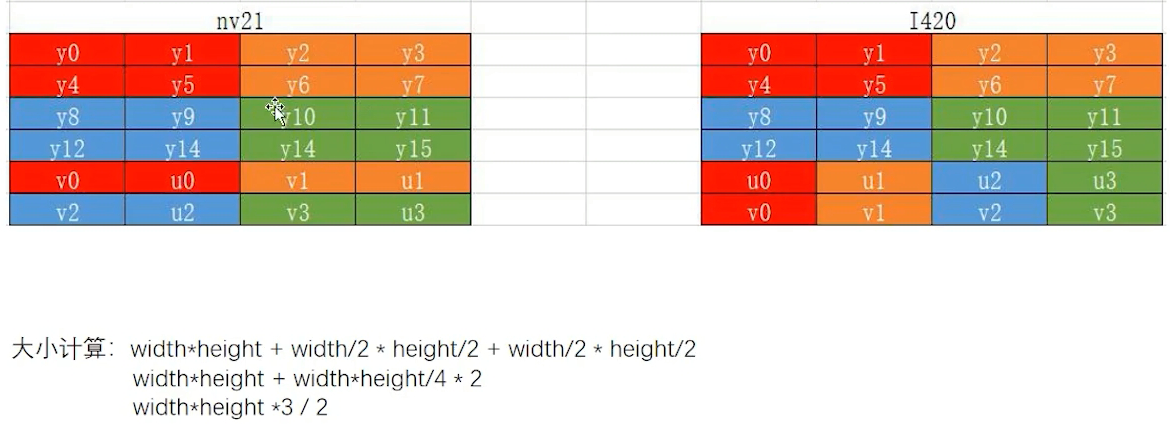 nv21 I420
y0 y1 y2 y3 y0 y1 y2 y3
y4 y5 y6 y7 y4 y5 y6 y7
y8 y9 y10 y11 y8 y9 y10 y11
y12 y14 y14 y15 y12 y14 y14 y15
v0 u0 v1 u1 u0 u1 u2 u3
v2 u2 v3 u3 v0 v1 v2 v3
大小计算：width*height + width/2 * height/2 + width/2 * height/2
width*height + width*height/4 * 2
width*height *3 / 2